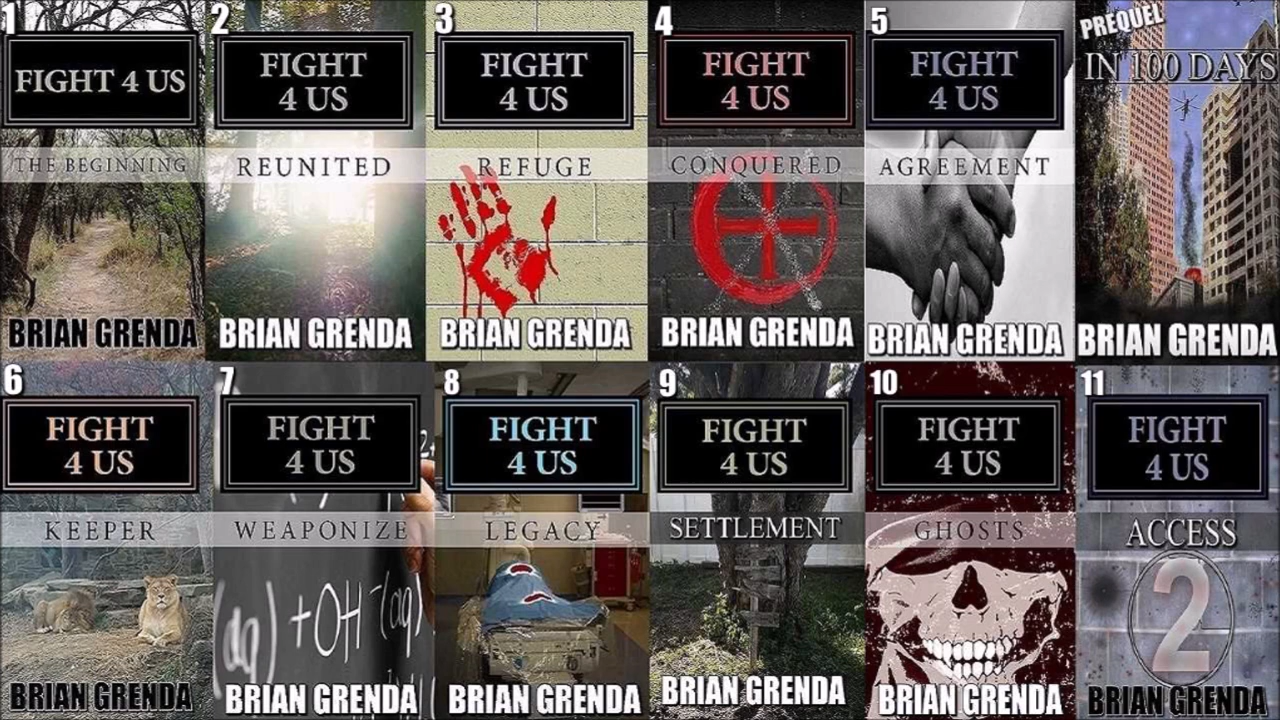 1
FIGHT 4 US
THE BEGINNING
BRIAN GRENDA
2
FIGHT
4 US
REUNITED
BRIAN GRENDA
3
FIGHT
4 US
REFUGE
BRIAN GRENDA
4
FIGHT
4 US
CONQUERED
BRIAN GRENDA
5
FIGHT
4 US
AGREEMENT
BRIAN GRENDA
PREQUEL
IN 100 DAYS
BRIAN GRENDA
6
FIGHT
4 US
KEEPER
BRIAN GRENDA
7
FIGHT
4 US
WEAPONIZE
(aq) +OH⁻(aq)
BRIAN GRENDA
8
FIGHT
4 US
LEGACY
BRIAN GRENDA
9
FIGHT
4 US
SETTLEMENT
BRIAN GRENDA
10
FIGHT
4 US
GHOSTS
BRIAN GRENDA
11
FIGHT
4 US
ACCESS
2
BRIAN GRENDA